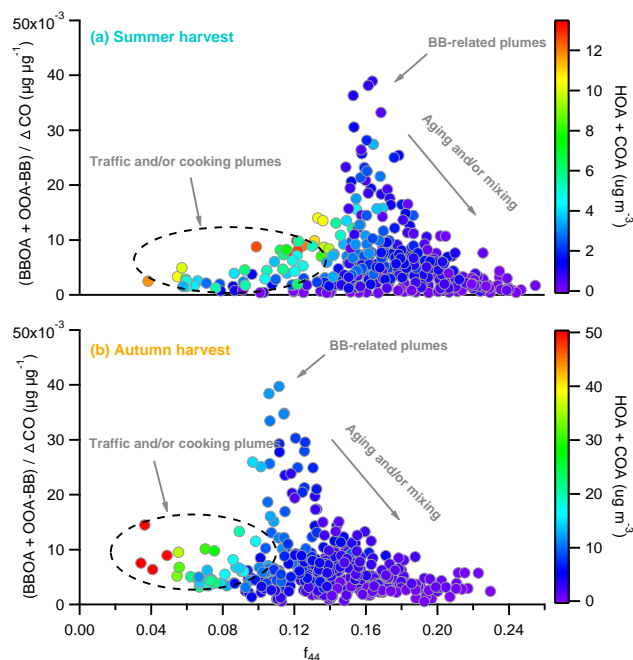 50x10⁻³
40
30
20
10
0
(BBOA + OOA-BB) / Δ CO (µg µg⁻¹)
(a) Summer harvest
BB-related plumes
Traffic and/or cooking plumes
Aging and/or mixing
12
10
8
6
4
2
0
HOA + COA (ug m⁻³)
50x10⁻³
40
30
20
10
0
(BBOA + OOA-BB) / Δ CO (µg µg⁻¹)
(b) Autumn harvest
BB-related plumes
Traffic and/or cooking plumes
Aging and/or mixing
50
40
30
20
10
0
HOA + COA (ug m⁻³)
0.00 0.04 0.08 0.12 0.16 0.20 0.24
f₄₄